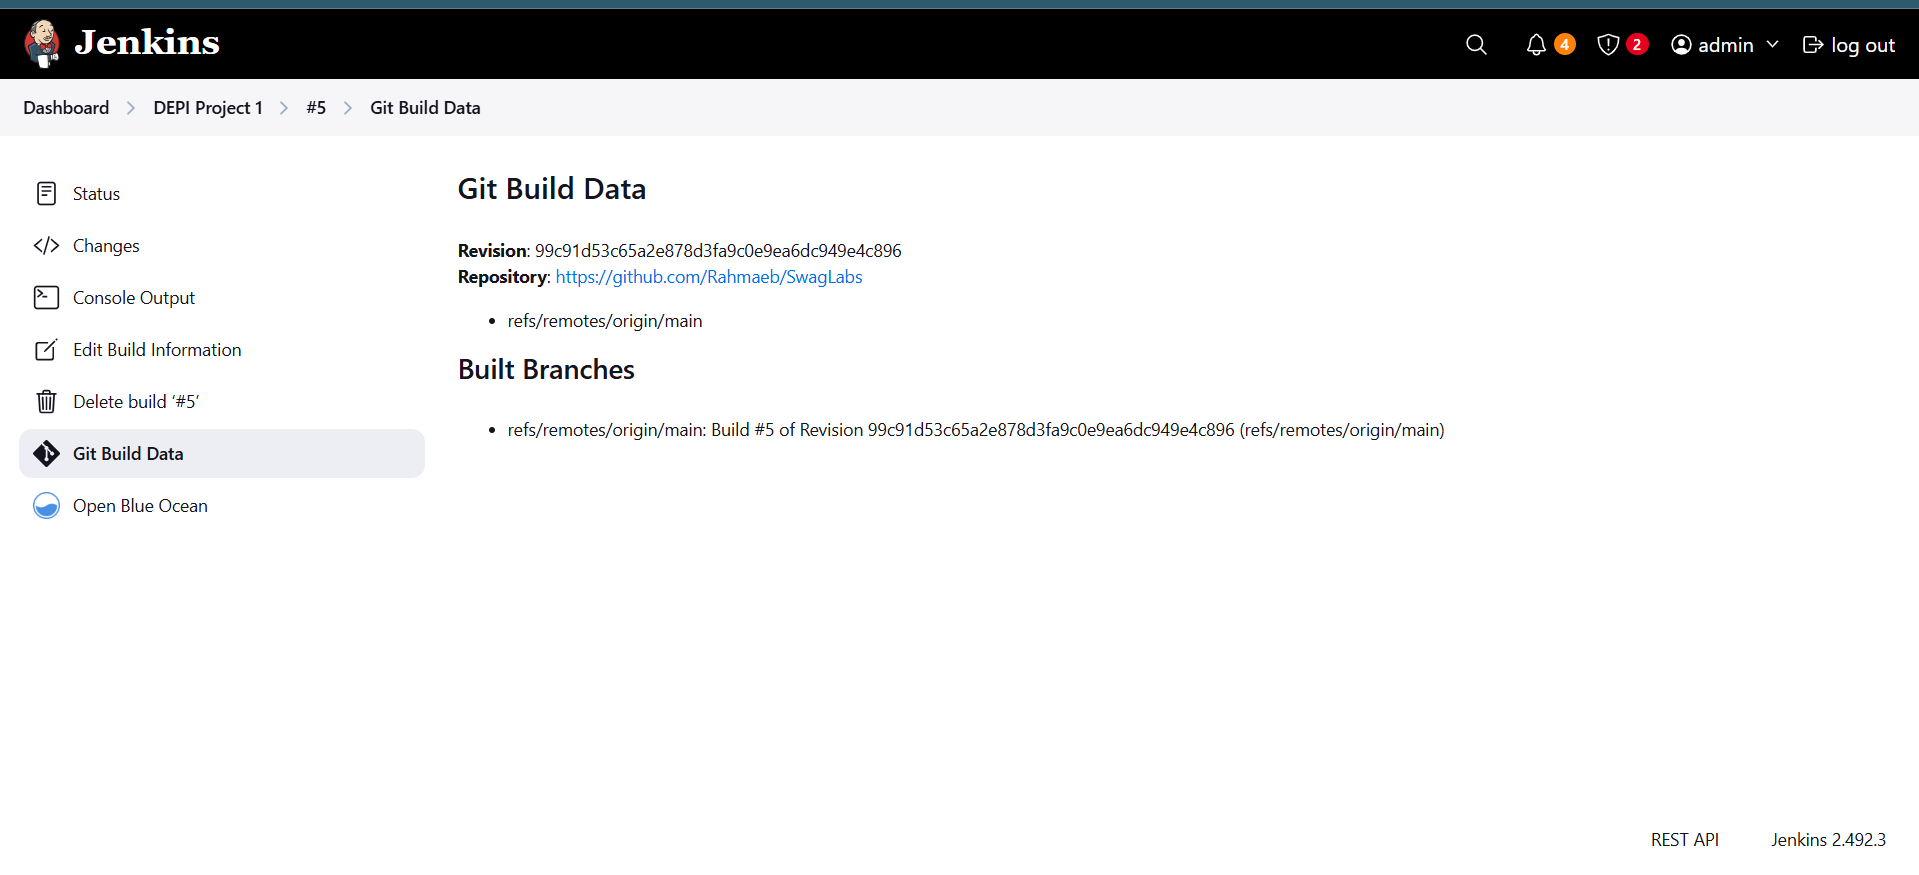 Jenkins
4
2
admin
log out
Dashboard > DEPI Project 1 > #5 > Git Build Data
Status
Changes
Console Output
Edit Build Information
Delete build ‘#5’
Git Build Data
Open Blue Ocean
Git Build Data
Revision: 99c91d53c65a2e878d3fa9c0e9ea6dc949e4c896
Repository: https://github.com/Rahmaeb/SwagLabs
• refs/remotes/origin/main
Built Branches
• refs/remotes/origin/main: Build #5 of Revision 99c91d53c65a2e878d3fa9c0e9ea6dc949e4c896 (refs/remotes/origin/main)
REST API
Jenkins 2.492.3